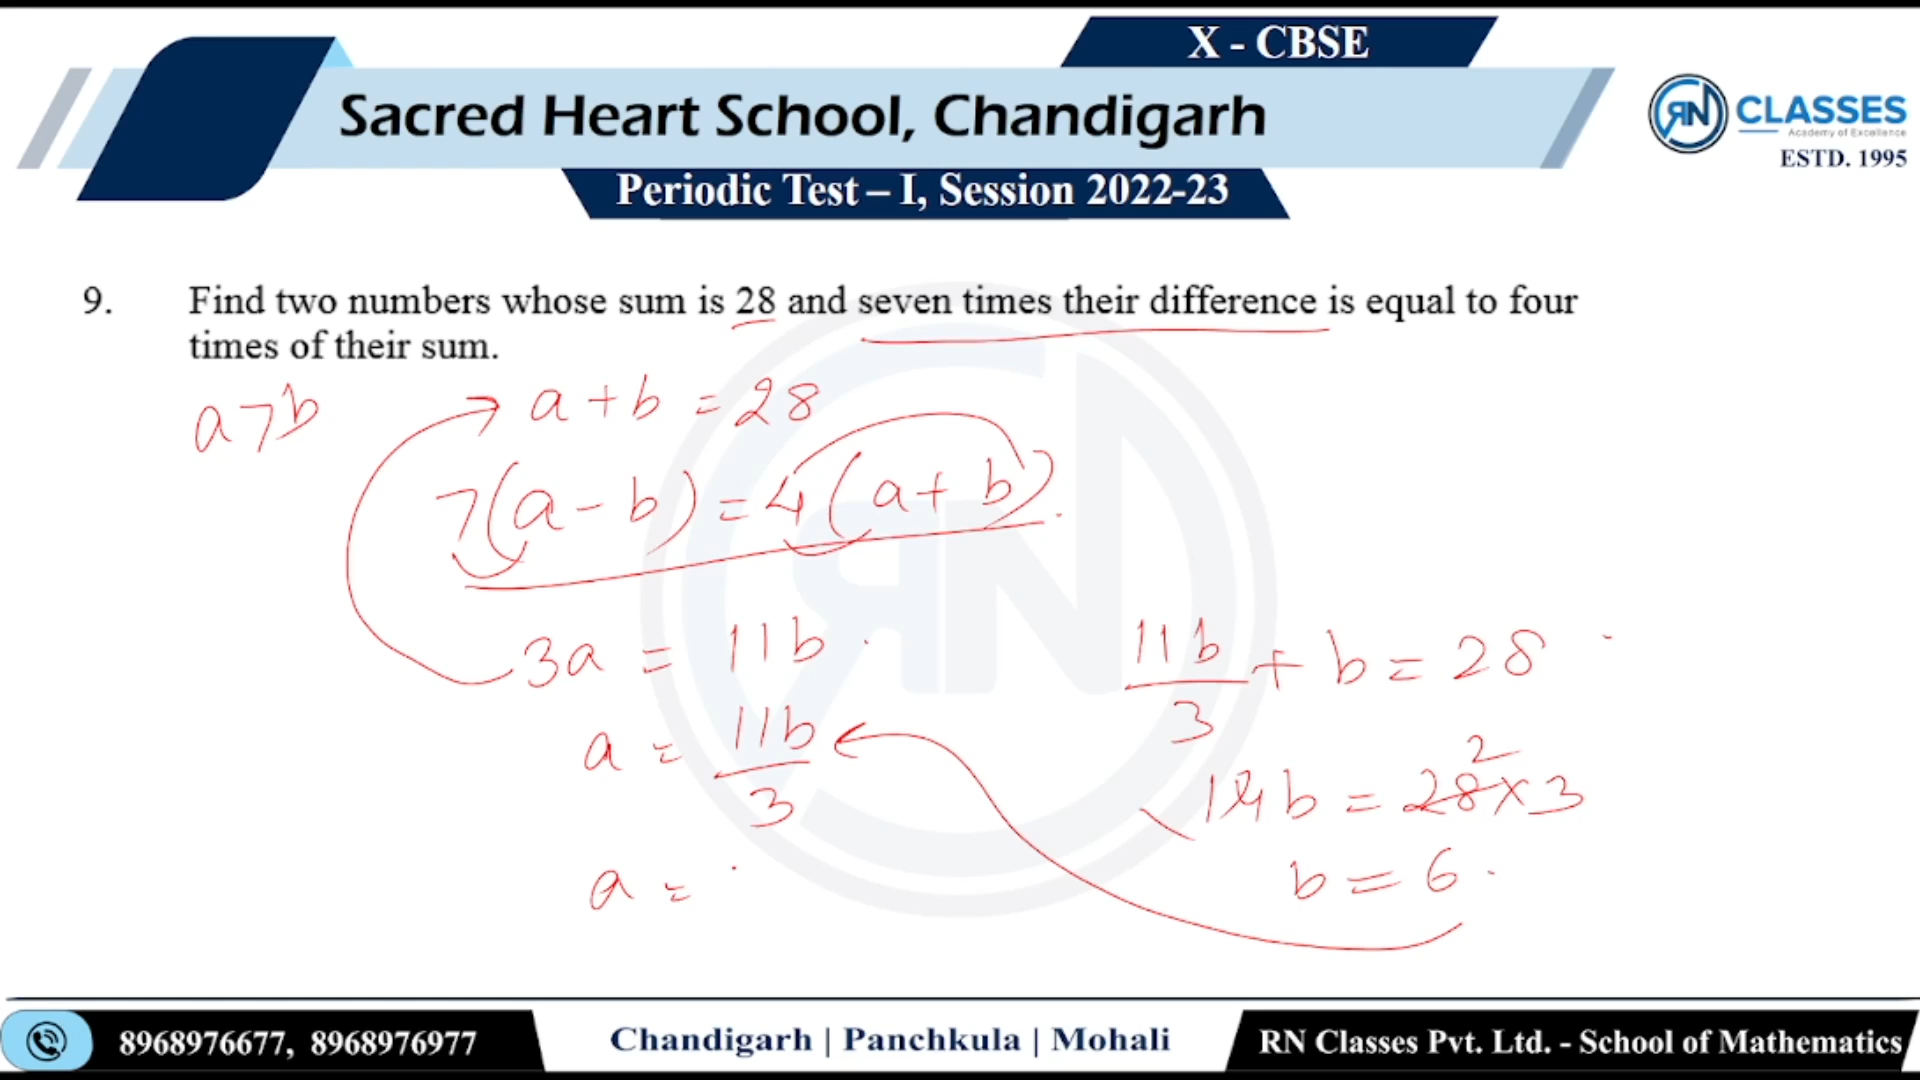 X - CBSE
Sacred Heart School, Chandigarh
RN CLASSES
Academy of Excellence
ESTD. 1995
Periodic Test – I, Session 2022-23
9. Find two numbers whose sum is 28 and seven times their difference is equal to four
times of their sum.
a>b
a+b = 28
7(a-b) = 4(a+b).
3a = 11b
a = 11b/3
a =
11b/3 + b = 28
14b = 28×3
2
b = 6
RN
8968976677, 8968976977
Chandigarh | Panchkula | Mohali
RN Classes Pvt. Ltd. - School of Mathematics